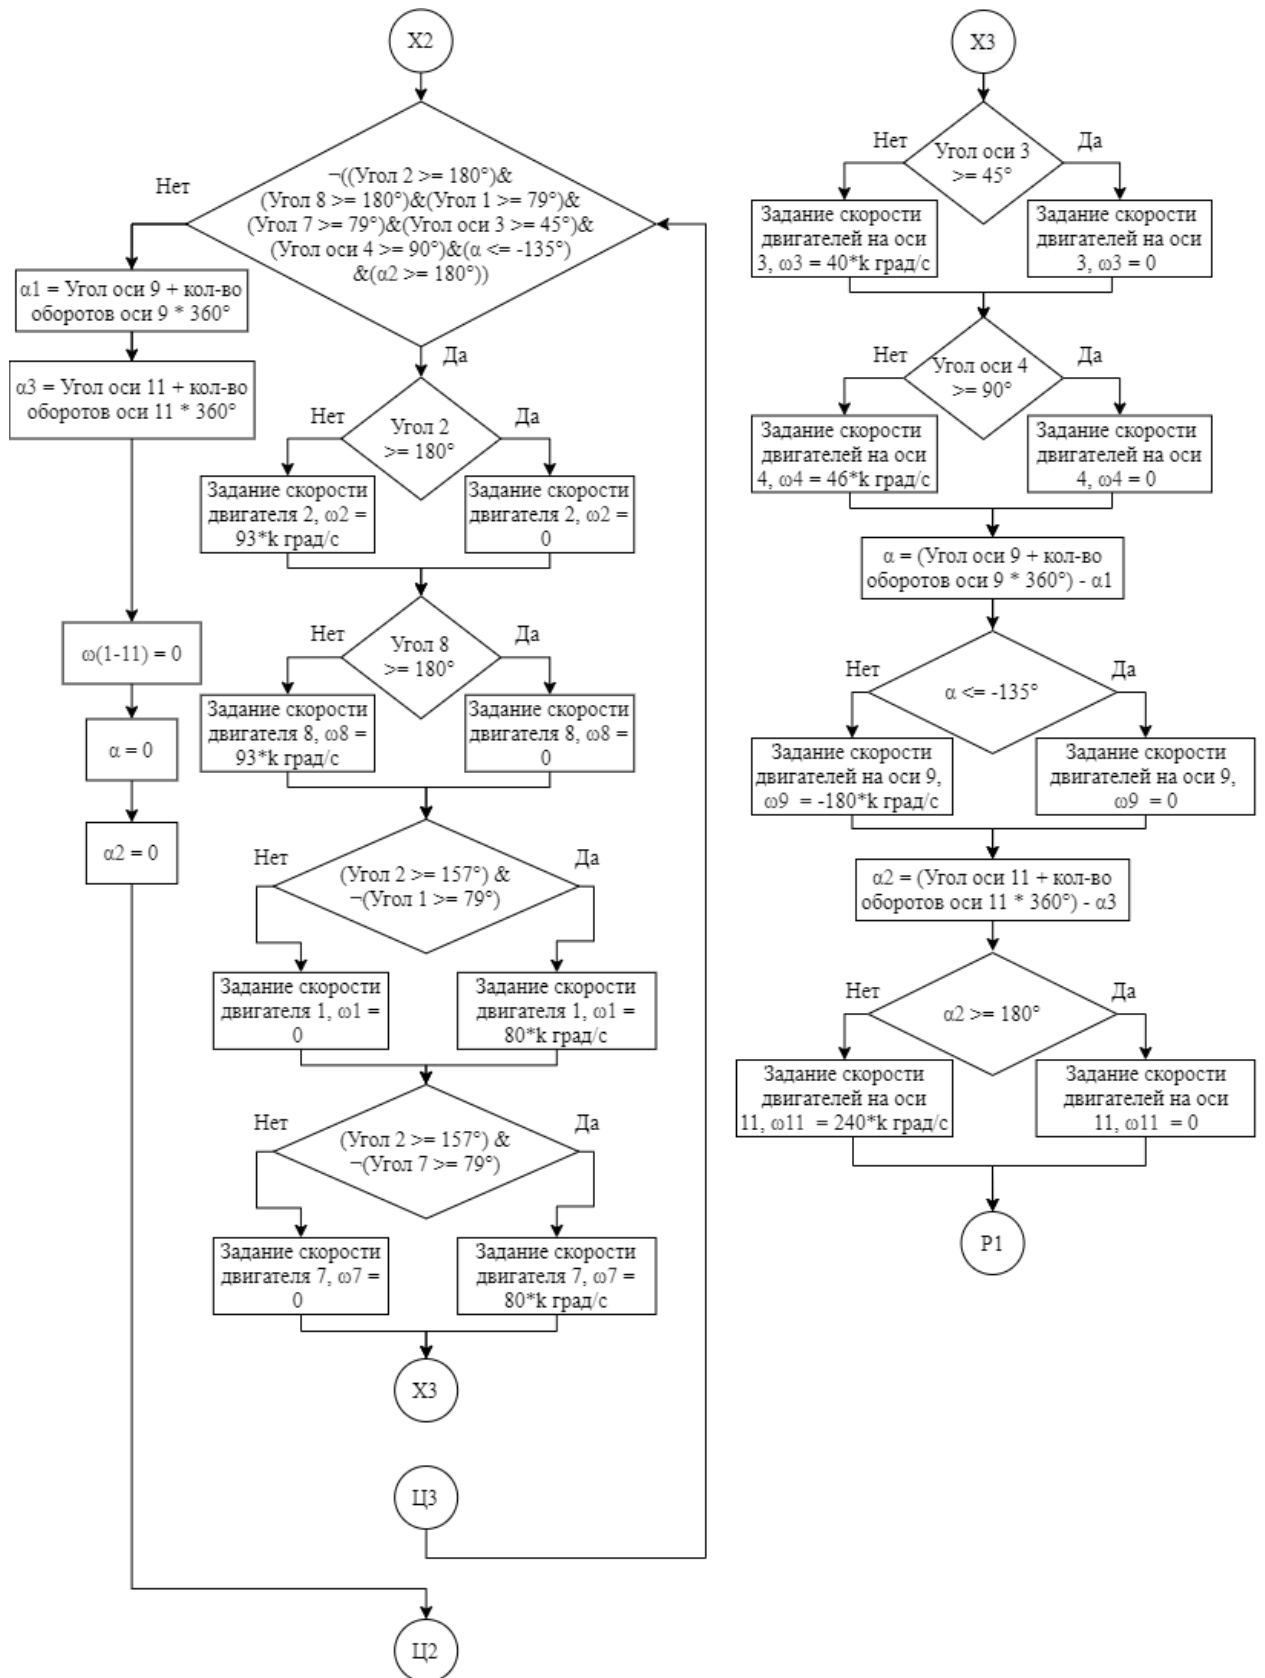 X2
Нет
¬((Угол 2 >= 180°)&
(Угол 8 >= 180°)&(Угол 1 >= 79°)&
(Угол 7 >= 79°)&(Угол оси 3 >= 45°)&
(Угол оси 4 >= 90°)&(α <= -135°)
&(α2 >= 180°))
α1 = Угол оси 9 + кол-во
оборотов оси 9 * 360°
α3 = Угол оси 11 + кол-во
оборотов оси 11 * 360°
ω(1-11) = 0
α = 0
α2 = 0
Да
Нет
Угол 2
>= 180°
Да
Задание скорости
двигателя 2, ω2 =
93*k град/с
Задание скорости
двигателя 2, ω2 =
0
Нет
Угол 8
>= 180°
Да
Задание скорости
двигателя 8, ω8 =
93*k град/с
Задание скорости
двигателя 8, ω8 =
0
Нет
(Угол 2 >= 157°) &
¬(Угол 1 >= 79°)
Да
Задание скорости
двигателя 1, ω1 =
0
Задание скорости
двигателя 1, ω1 =
80*k град/с
Нет
(Угол 2 >= 157°) &
¬(Угол 7 >= 79°)
Да
Задание скорости
двигателя 7, ω7 =
0
Задание скорости
двигателя 7, ω7 =
80*k град/с
X3
Ц3
Ц2
X3
Нет
Угол оси 3
>= 45°
Да
Задание скорости
двигателей на оси
3, ω3 = 40*k град/с
Задание скорости
двигателей на оси
3, ω3 = 0
Нет
Угол оси 4
>= 90°
Да
Задание скорости
двигателей на оси
4, ω4 = 46*k град/с
Задание скорости
двигателей на оси
4, ω4 = 0
α = (Угол оси 9 + кол-во
оборотов оси 9 * 360°) - α1
Нет
α <= -135°
Да
Задание скорости
двигателей на оси 9,
ω9 = -180*k град/с
Задание скорости
двигателей на оси 9,
ω9 = 0
α2 = (Угол оси 11 + кол-во
оборотов оси 11 * 360°) - α3
Нет
α2 >= 180°
Да
Задание скорости
двигателей на оси
11, ω11 = 240*k град/с
Задание скорости
двигателей на оси
11, ω11 = 0
P1